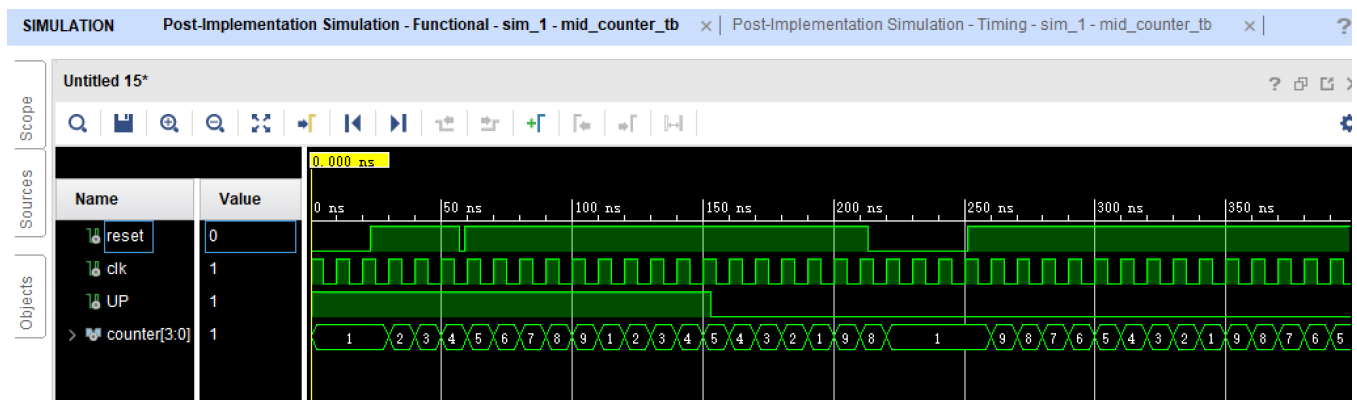 SIMULATION Post-Implementation Simulation - Functional - sim_1 - mid_counter_tb × Post-Implementation Simulation - Timing - sim_1 - mid_counter_tb × ?
Untitled 15* ?
Scope
Sources
Objects
0.000 ns
Name Value
0 ns 50 ns 100 ns 150 ns 200 ns 250 ns 300 ns 350 ns
reset 0
clk 1
UP 1
> counter[3:0] 1 1 2 3 4 5 6 7 8 9 1 2 3 4 5 4 3 2 1 9 8 1 9 8 7 6 5 4 3 2 1 9 8 7 6 5